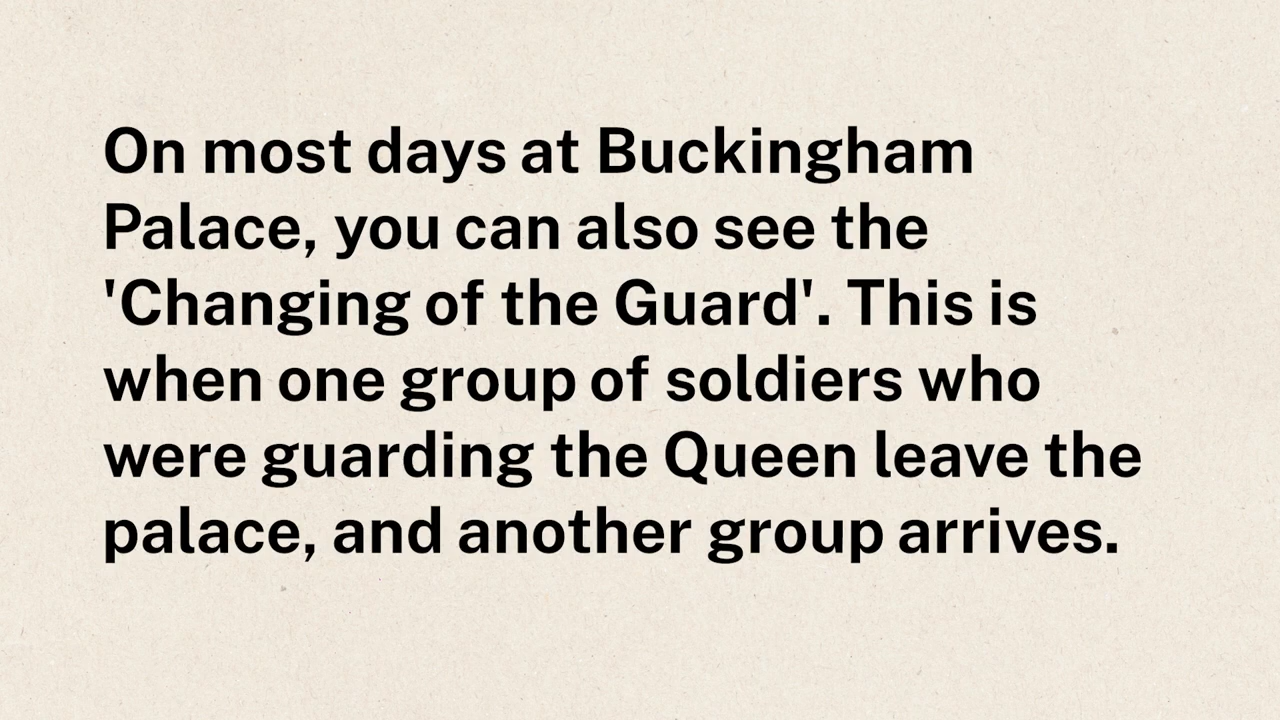 On most days at Buckingham
Palace, you can also see the
'Changing of the Guard'. This is
when one group of soldiers who
were guarding the Queen leave the
palace, and another group arrives.